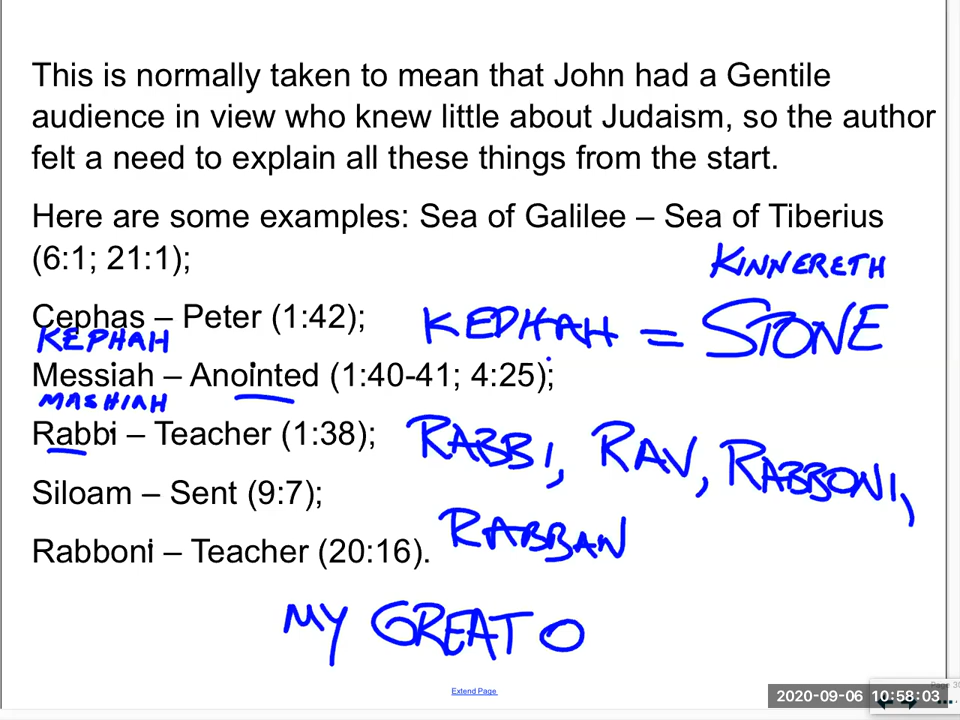 This is normally taken to mean that John had a Gentile
audience in view who knew little about Judaism, so the author
felt a need to explain all these things from the start.
Here are some examples: Sea of Galilee – Sea of Tiberius
(6:1; 21:1);
KINNERETH
Cephas – Peter (1:42); KEPHAH = STONE
KEPHAH
Messiah – Anointed (1:40-41; 4:25);
MASHIAH
Rabbi – Teacher (1:38); RABBI, RAV, RABBONI,
Siloam – Sent (9:7);
RABBAN
Rabboni – Teacher (20:16).
MY GREAT O
Extend Page
Page 30
2020-09-06 10:58:03